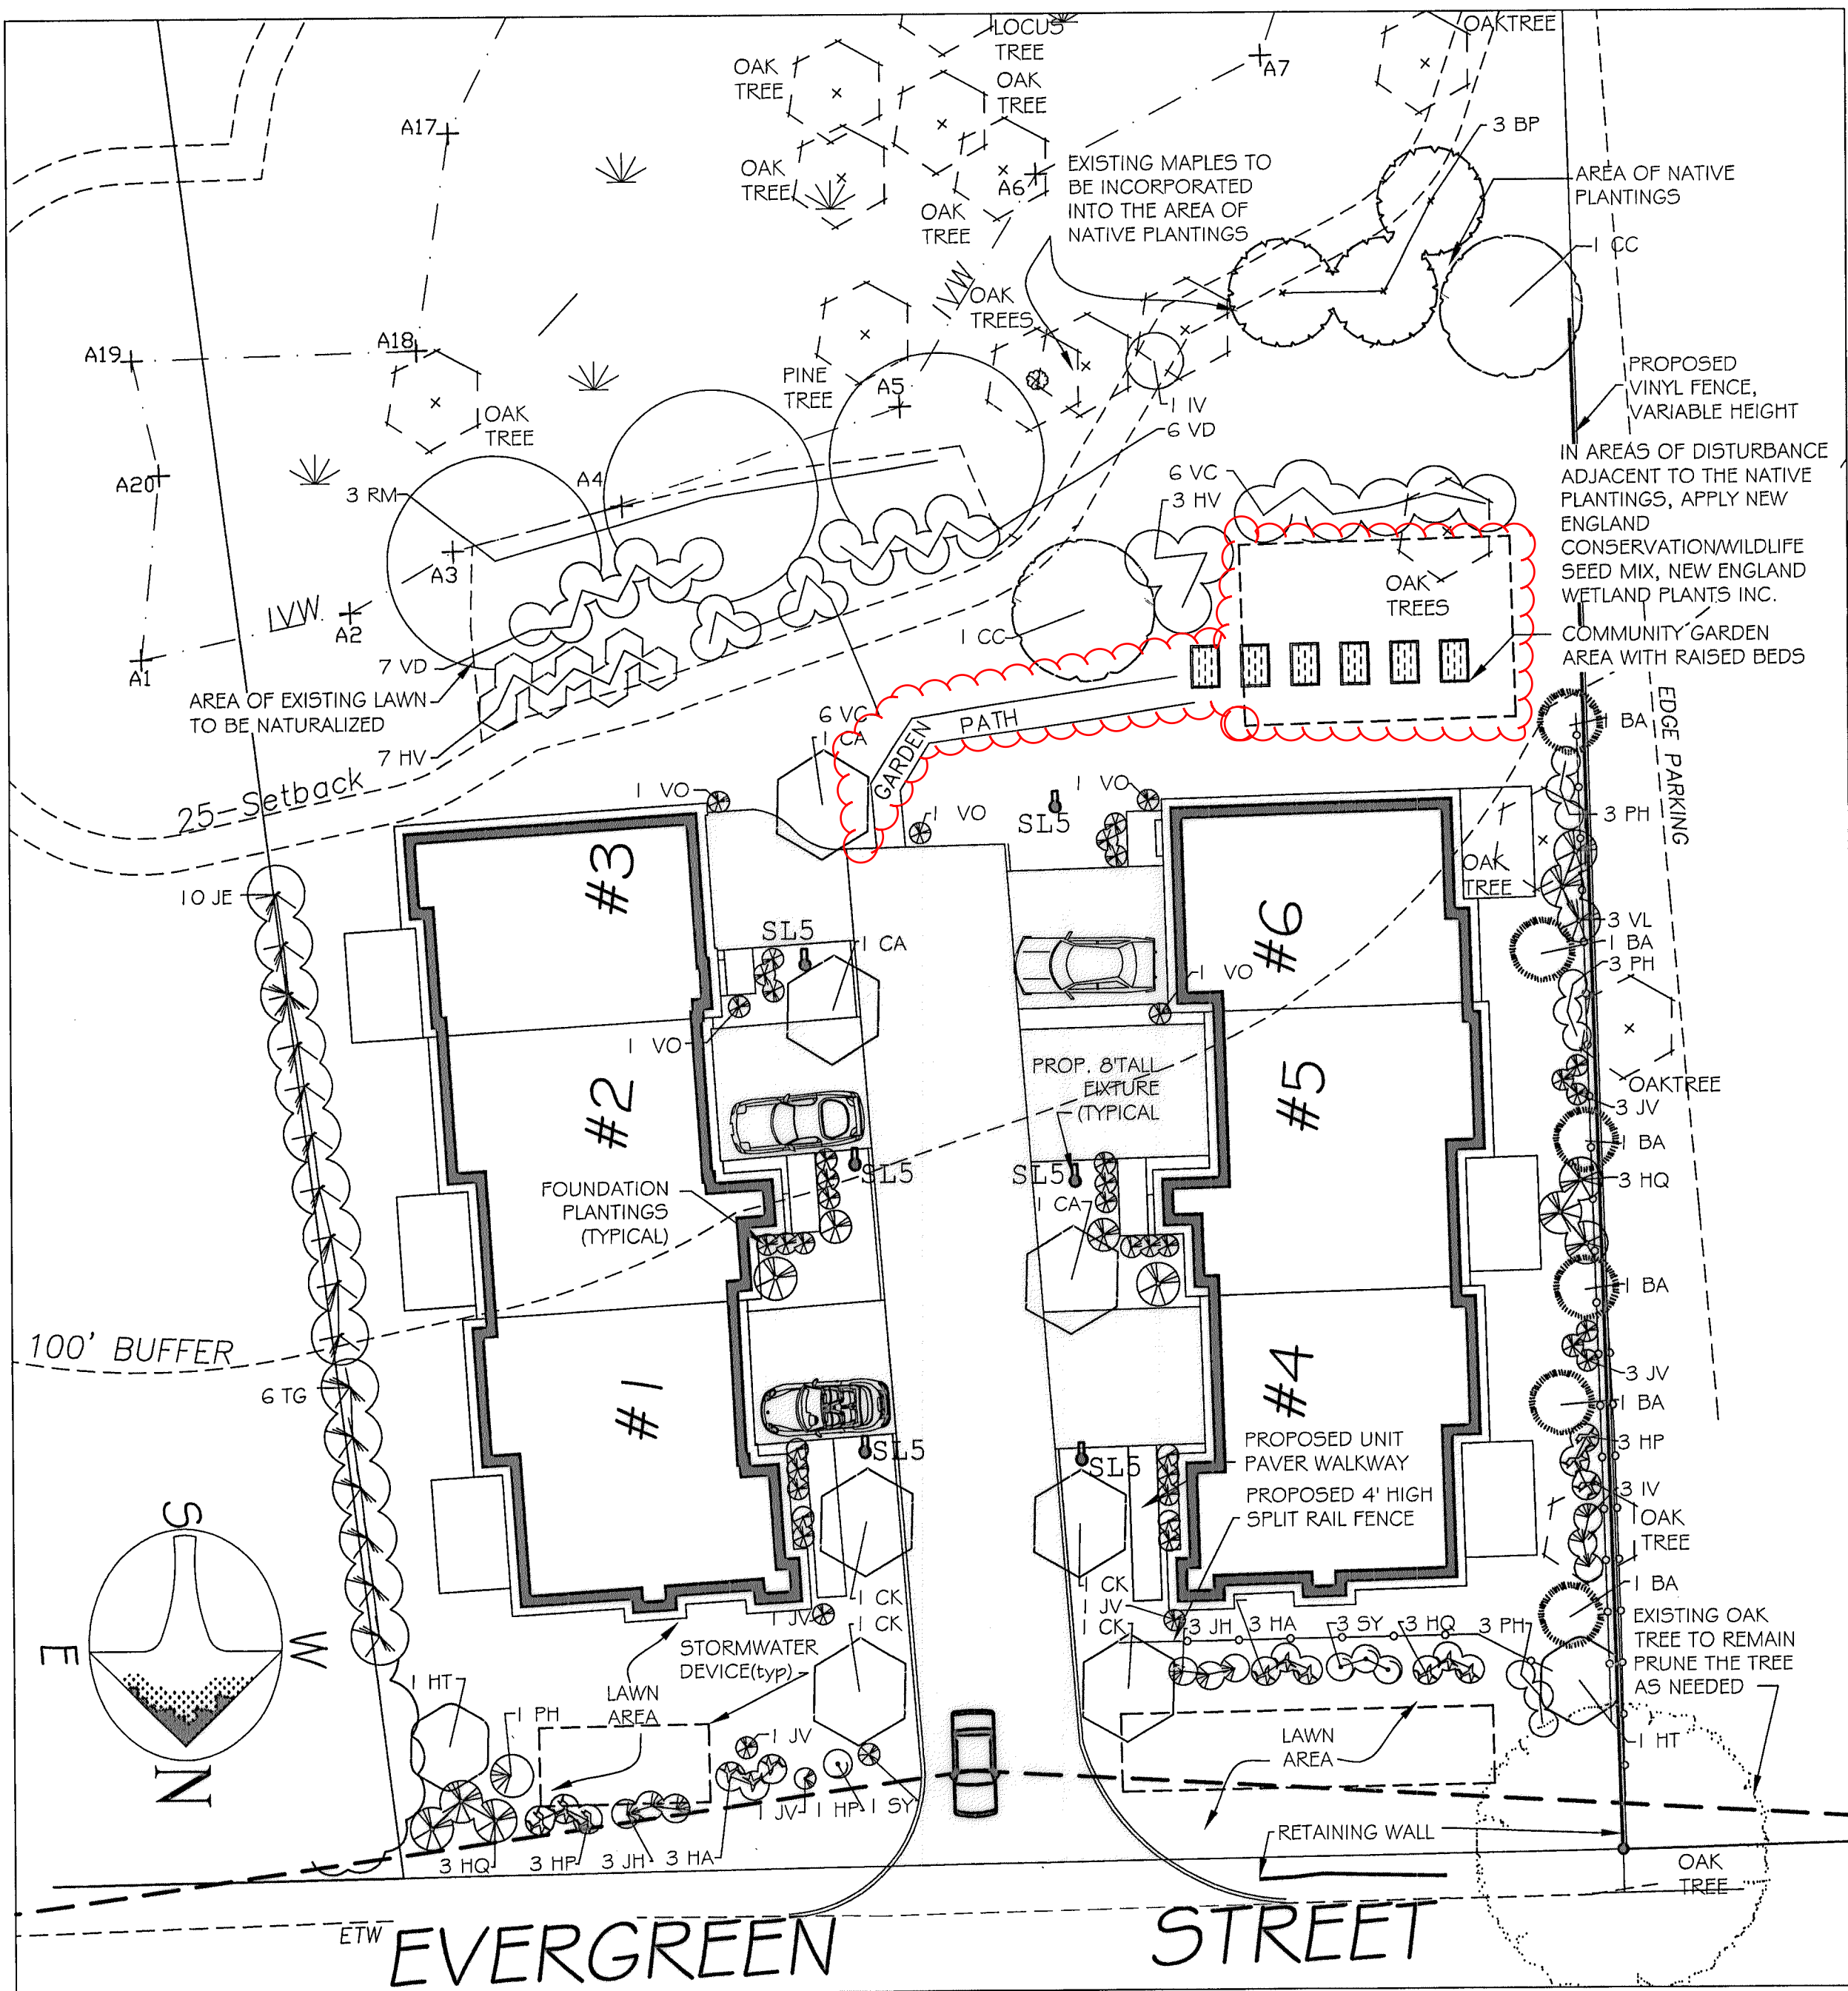 LOCUS
TREE
OAKTREE
A7
OAK
TREE
OAK
TREE
A17
3 BP
OAK
TREE
A6
EXISTING MAPLES TO
BE INCORPORATED
INTO THE AREA OF
NATIVE PLANTINGS
AREA OF NATIVE
PLANTINGS
OAK
TREE
1 CC
IVW
OAK
TREES
A19
A18
PINE
TREE
A5
PROPOSED
VINYL FENCE,
VARIABLE HEIGHT
OAK
TREE
1 IV
6 VD
IN AREAS OF DISTURBANCE
ADJACENT TO THE NATIVE
PLANTINGS, APPLY NEW
ENGLAND
CONSERVATION/WILDLIFE
SEED MIX, NEW ENGLAND
WETLAND PLANTS INC.
A20
3 RM
A4
6 VC
3 HV
A3
OAK
TREES
IVW
A2
1 CC
COMMUNITY GARDEN
AREA WITH RAISED BEDS
A1
7 VD
AREA OF EXISTING LAWN
TO BE NATURALIZED
6 VC
1 CA
GARDEN
PATH
1 BA
EDGE PARKING
7 HV
25-Setback
1 VO
1 VO
SL5
1 VO
3 PH
#3
OAK
TREE
10 JE
SL5
1 CA
#6
3 VL
1 BA
3 PH
1 VO
1 VO
#2
PROP. 8'TALL
FIXTURE
(TYPICAL
#5
OAKTREE
3 JV
1 BA
SL5
SL5
1 CA
3 HQ
FOUNDATION
PLANTINGS
(TYPICAL)
1 BA
100' BUFFER
6 TG
#1
#4
3 JV
1 BA
SL5
SL5
PROPOSED UNIT
PAVER WALKWAY
3 HP
PROPOSED 4' HIGH
SPLIT RAIL FENCE
3 IV
OAK
TREE
S
E
W
N
1 CK
1 JV
1 CK
1 CK
1 JV
1 CK
1 BA
3 JH
3 HA
3 SY
3 HQ
3 PH
EXISTING OAK
TREE TO REMAIN
PRUNE THE TREE
AS NEEDED
STORMWATER
DEVICE(typ)
1 HT
1 PH
LAWN
AREA
1 JV
LAWN
AREA
1 HT
1 JV
1 HP
1 SY
3 HQ
3 HP
3 JH
3 HA
RETAINING WALL
OAK
TREE
ETW
EVERGREEN STREET